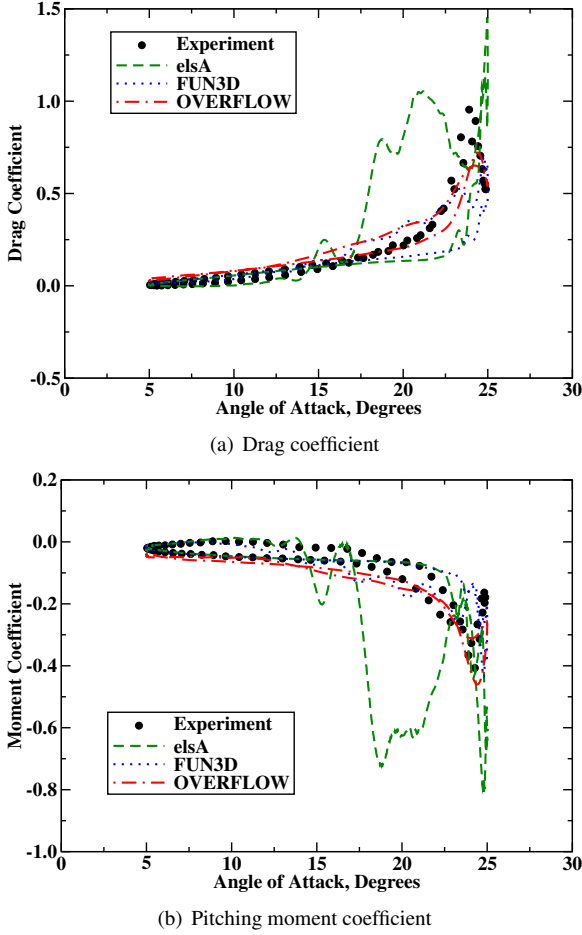 1.5
1.0
0.5
0.0
-0.5
Drag Coefficient
Experiment
elsA
FUN3D
OVERFLOW
0 5 10 15 20 25 30
Angle of Attack, Degrees
(a) Drag coefficient
0.2
0.0
-0.2
-0.4
-0.6
-0.8
-1.0
Moment Coefficient
Experiment
elsA
FUN3D
OVERFLOW
0 5 10 15 20 25 30
Angle of Attack, Degrees
(b) Pitching moment coefficient